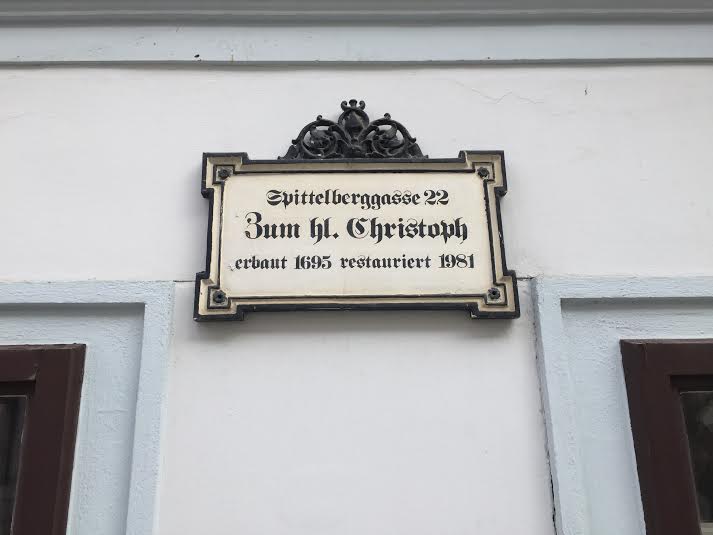 Spittelberggasse 22
Zum hl. Christoph
erbaut 1695 restauriert 1981